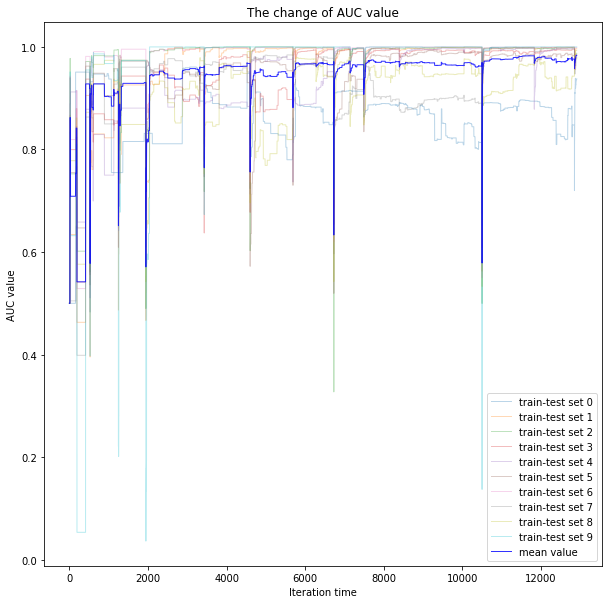 The change of AUC value
AUC value
1.0
0.8
0.6
0.4
0.2
0.0
train-test set 0
train-test set 1
train-test set 2
train-test set 3
train-test set 4
train-test set 5
train-test set 6
train-test set 7
train-test set 8
train-test set 9
mean value
0 2000 4000 6000 8000 10000 12000
Iteration time